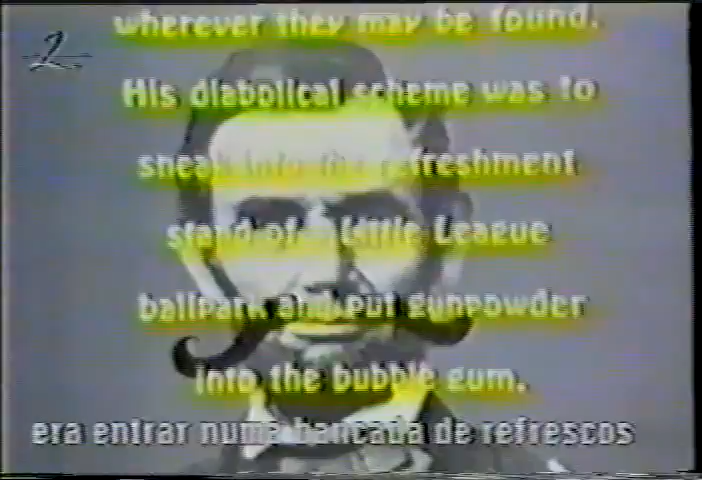 2
wherever they may be found.
His diabolical scheme was to
sneak into the refreshment
stand of a Little League
ballpark and put gunpowder
into the bubble gum.
era entrar numa bancada de refrescos